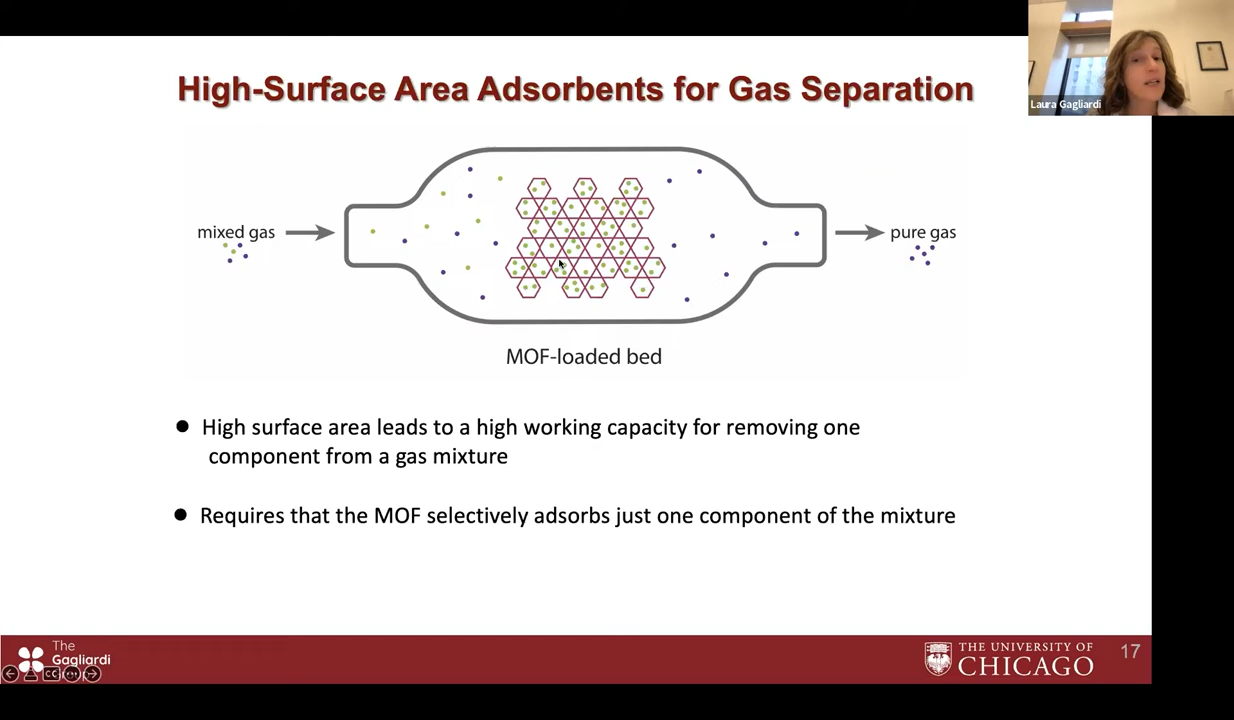 High-Surface Area Adsorbents for Gas Separation
Laura Gagliardi
mixed gas
pure gas
MOF-loaded bed
● High surface area leads to a high working capacity for removing one
component from a gas mixture
● Requires that the MOF selectively adsorbs just one component of the mixture
The
Gagliardi
THE UNIVERSITY OF
CHICAGO
17